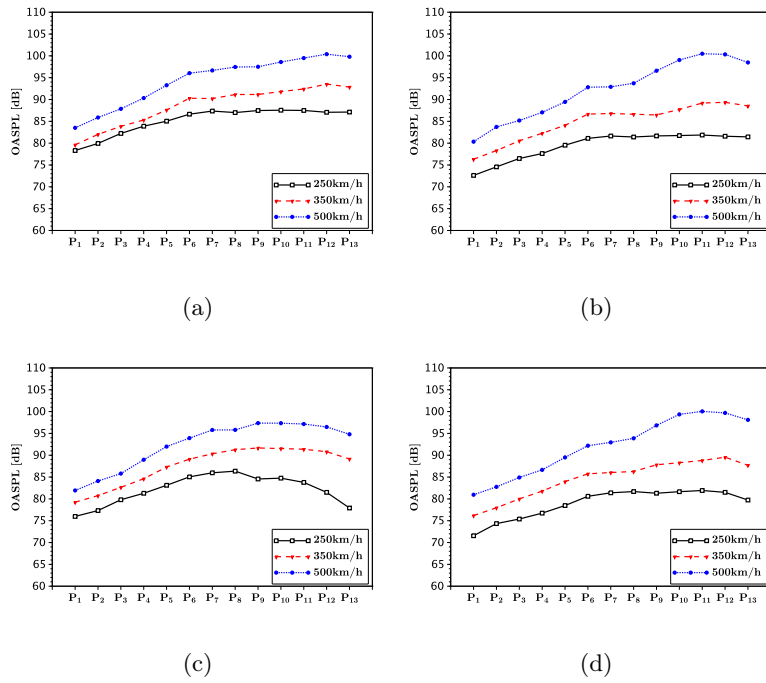 110
105
100
95
90
85
80
75
70
65
60
OASPL [dB]
250km/h
350km/h
500km/h
P₁ P₂ P₃ P₄ P₅ P₆ P₇ P₈ P₉ P₁₀ P₁₁ P₁₂ P₁₃
(a)
110
105
100
95
90
85
80
75
70
65
60
OASPL [dB]
250km/h
350km/h
500km/h
P₁ P₂ P₃ P₄ P₅ P₆ P₇ P₈ P₉ P₁₀ P₁₁ P₁₂ P₁₃
(b)
110
105
100
95
90
85
80
75
70
65
60
OASPL [dB]
250km/h
350km/h
500km/h
P₁ P₂ P₃ P₄ P₅ P₆ P₇ P₈ P₉ P₁₀ P₁₁ P₁₂ P₁₃
(c)
110
105
100
95
90
85
80
75
70
65
60
OASPL [dB]
250km/h
350km/h
500km/h
P₁ P₂ P₃ P₄ P₅ P₆ P₇ P₈ P₉ P₁₀ P₁₁ P₁₂ P₁₃
(d)